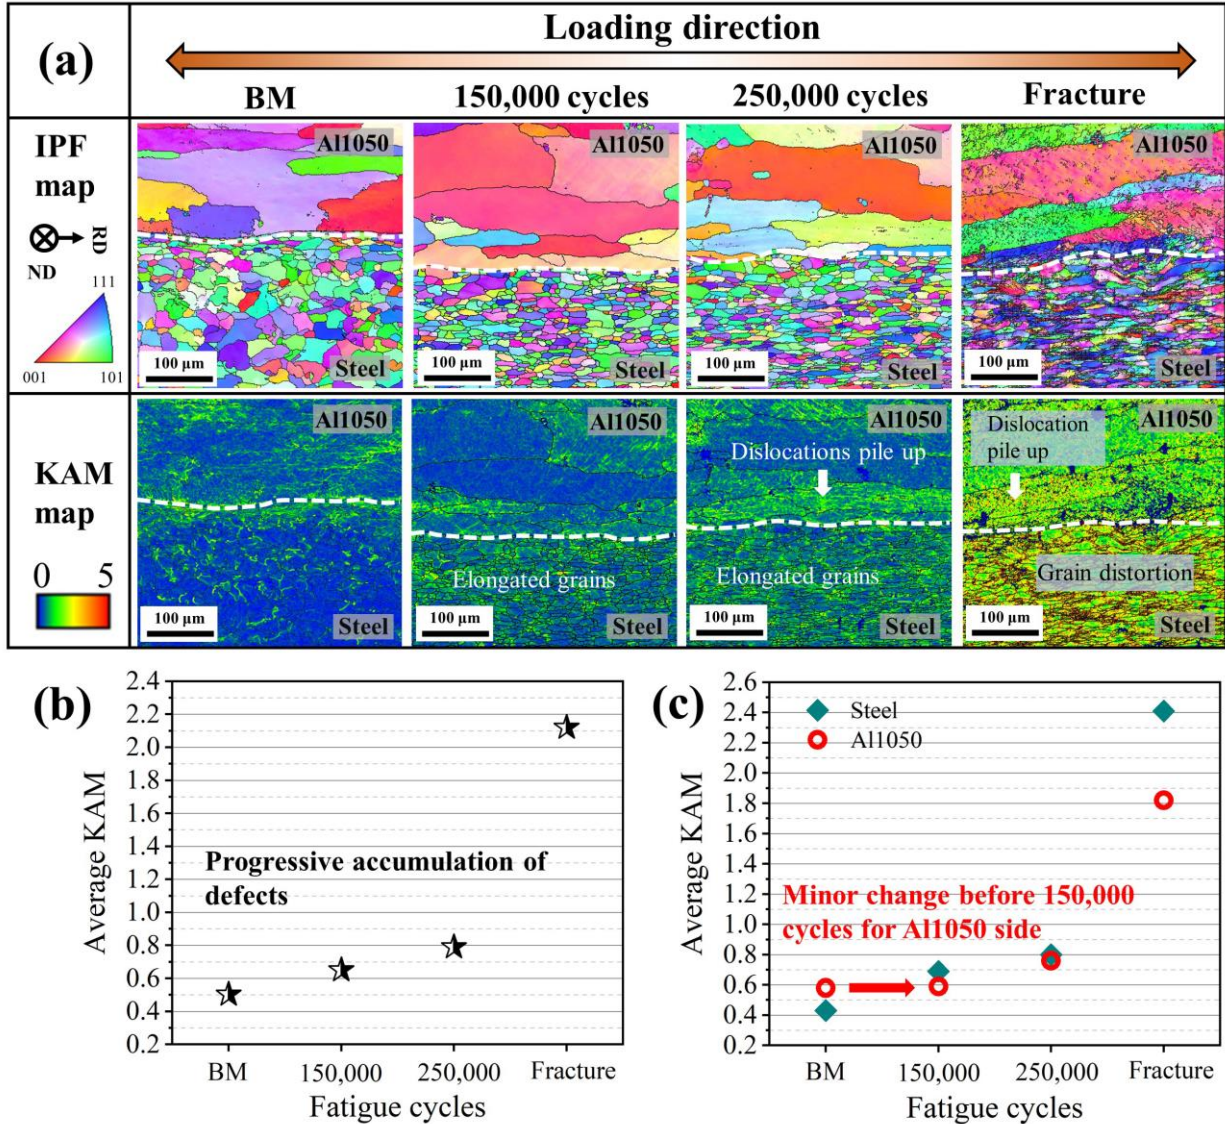 (a)
Loading direction
BM
150,000 cycles
250,000 cycles
Fracture
IPF
map
ND
RD
111
001
101
Al1050
100 μm
Steel
Al1050
100 μm
Steel
Al1050
100 μm
Steel
Al1050
100 μm
Steel
KAM
map
0
5
Al1050
100 μm
Al1050
Elongated grains
100 μm
Steel
Al1050
Dislocations pile up
Elongated grains
100 μm
Steel
Al1050
Dislocation
pile up
Grain distortion
100 μm
Steel
(b)
2.4
2.2
2.0
1.8
1.6
1.4
1.2
1.0
0.8
0.6
0.4
0.2
Average KAM
Progressive accumulation of
defects
BM
150,000
250,000
Fracture
Fatigue cycles
(c)
2.6
2.4
2.2
2.0
1.8
1.6
1.4
1.2
1.0
0.8
0.6
0.4
0.2
Average KAM
Steel
Al1050
Minor change before 150,000
cycles for Al1050 side
BM
150,000
250,000
Fracture
Fatigue cycles